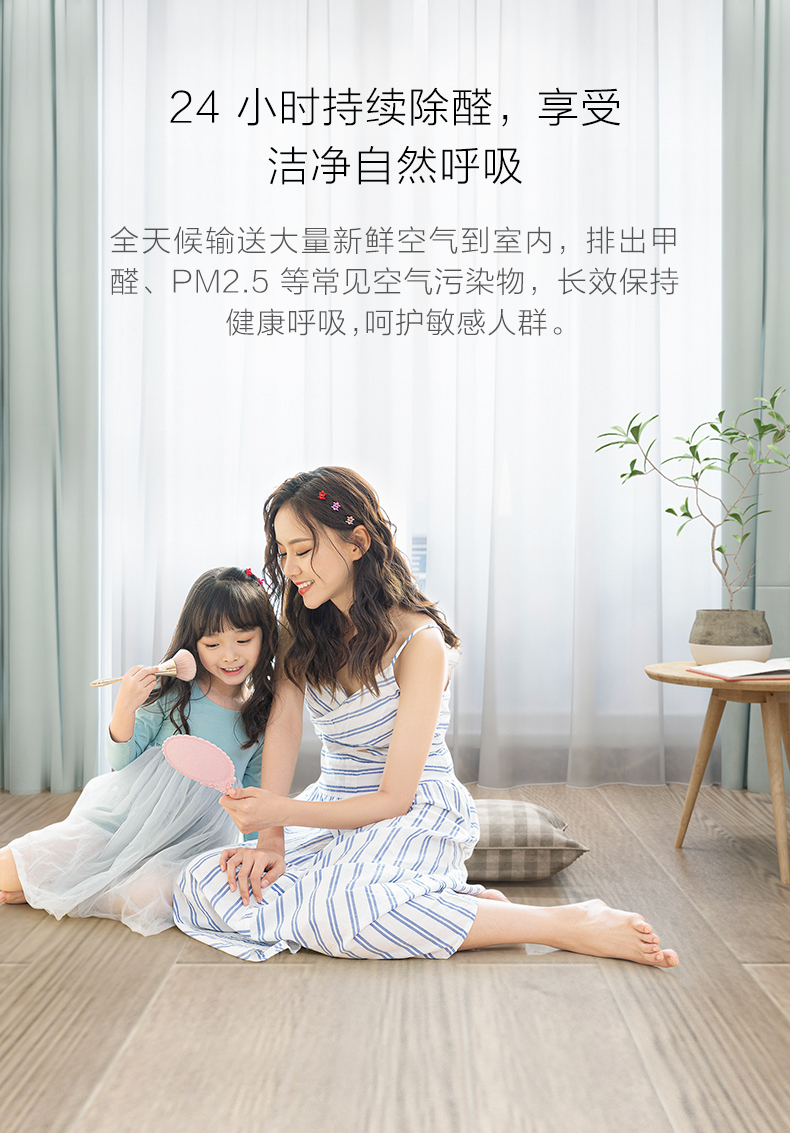 24 小时持续除醛，享受
洁净自然呼吸
全天候输送大量新鲜空气到室内，排出甲
醛、PM2.5 等常见空气污染物，长效保持
健康呼吸,呵护敏感人群。